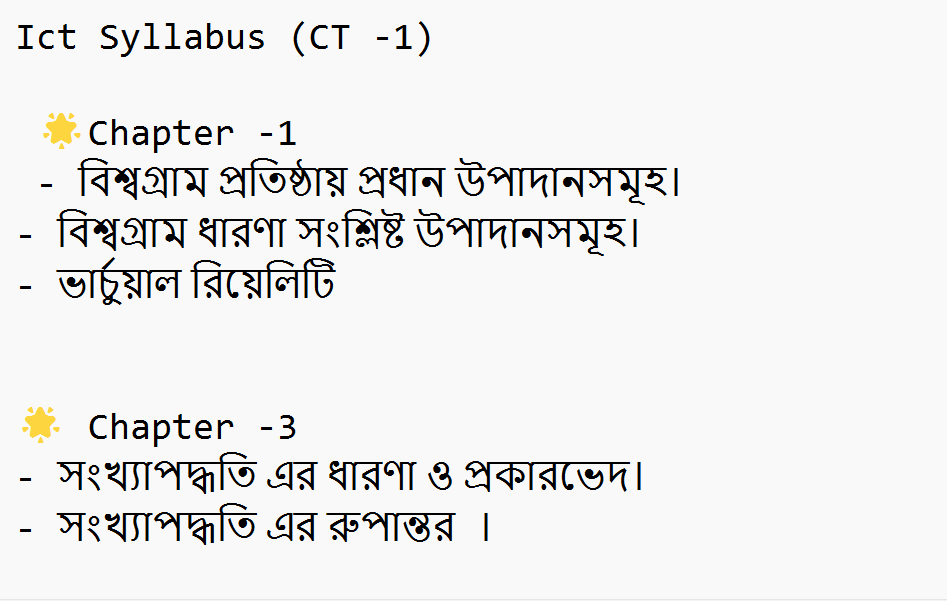 Ict Syllabus (CT -1)
🌟Chapter -1
- বিশ্বগ্রাম প্রতিষ্ঠায় প্রধান উপাদানসমূহ।
- বিশ্বগ্রাম ধারণা সংশ্লিষ্ট উপাদানসমূহ।
- ভার্চুয়াল রিয়েলিটি
🌟 Chapter -3
- সংখ্যাপদ্ধতি এর ধারণা ও প্রকারভেদ।
- সংখ্যাপদ্ধতি এর রুপান্তর ।